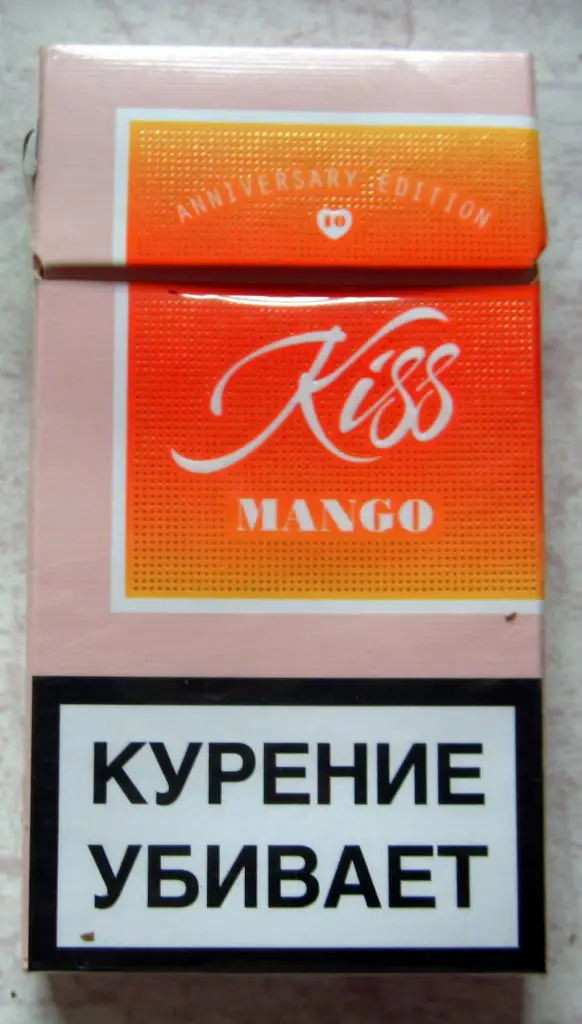 ANNIVERSARY EDITION
10
Kiss
MANGO
КУРЕНИЕ
УБИВАЕТ